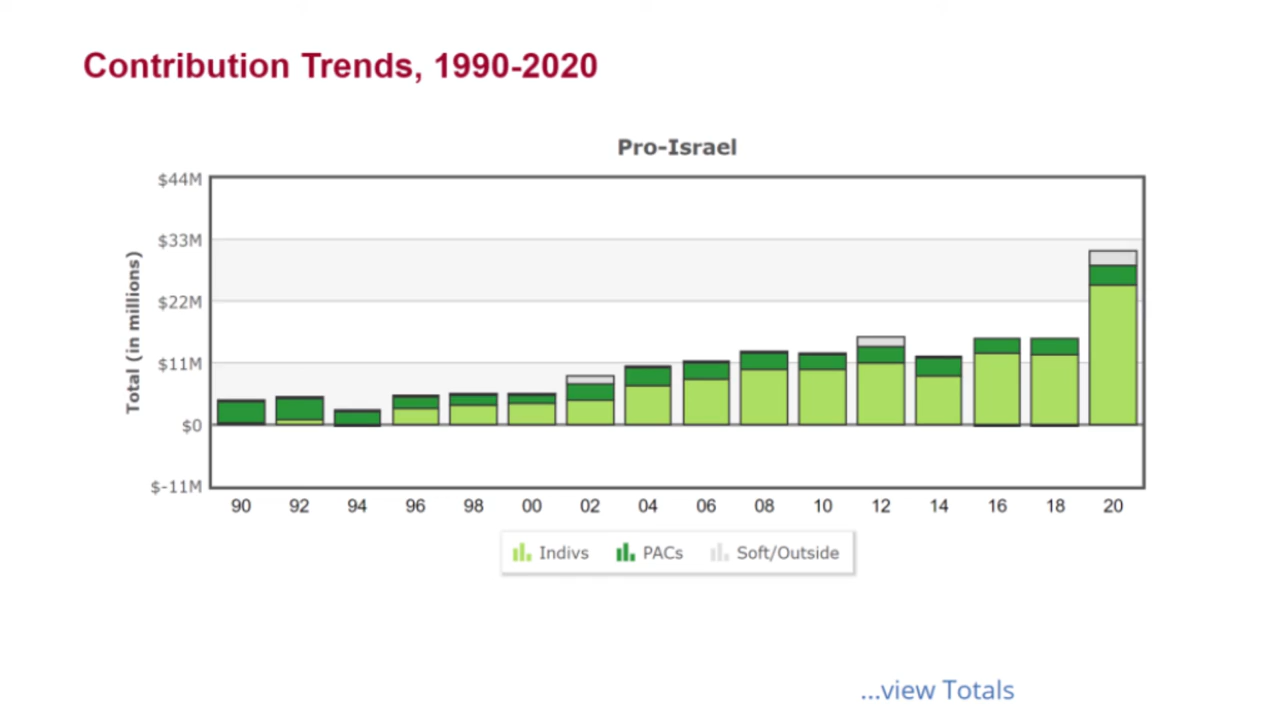 Contribution Trends, 1990-2020
Pro-Israel
Total (in millions)
$44M
$33M
$22M
$11M
$0
$-11M
90 92 94 96 98 00 02 04 06 08 10 12 14 16 18 20
Indivs PACs Soft/Outside
...view Totals